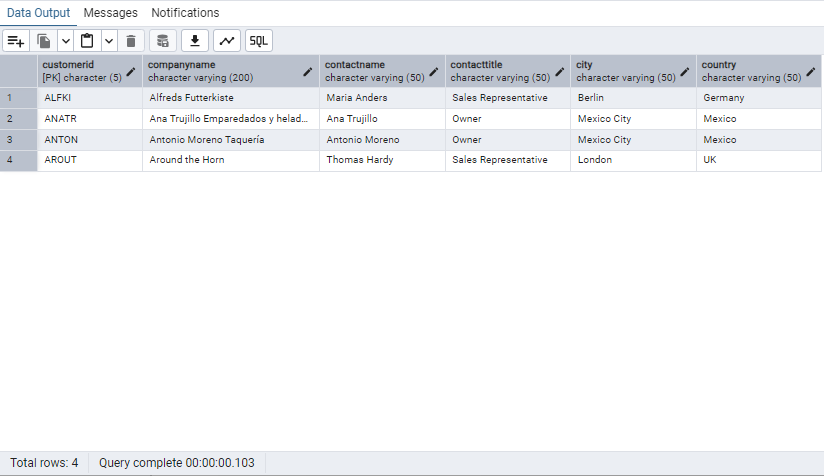 Data Output Messages Notifications
SQL
customerid companyname contactname contacttitle city country
[PK] character (5) character varying (200) character varying (50) character varying (50) character varying (50) character varying (50)
1 ALFKI Alfreds Futterkiste Maria Anders Sales Representative Berlin Germany
2 ANATR Ana Trujillo Emparedados y helad... Ana Trujillo Owner Mexico City Mexico
3 ANTON Antonio Moreno Taquería Antonio Moreno Owner Mexico City Mexico
4 AROUT Around the Horn Thomas Hardy Sales Representative London UK
Total rows: 4 Query complete 00:00:00.103